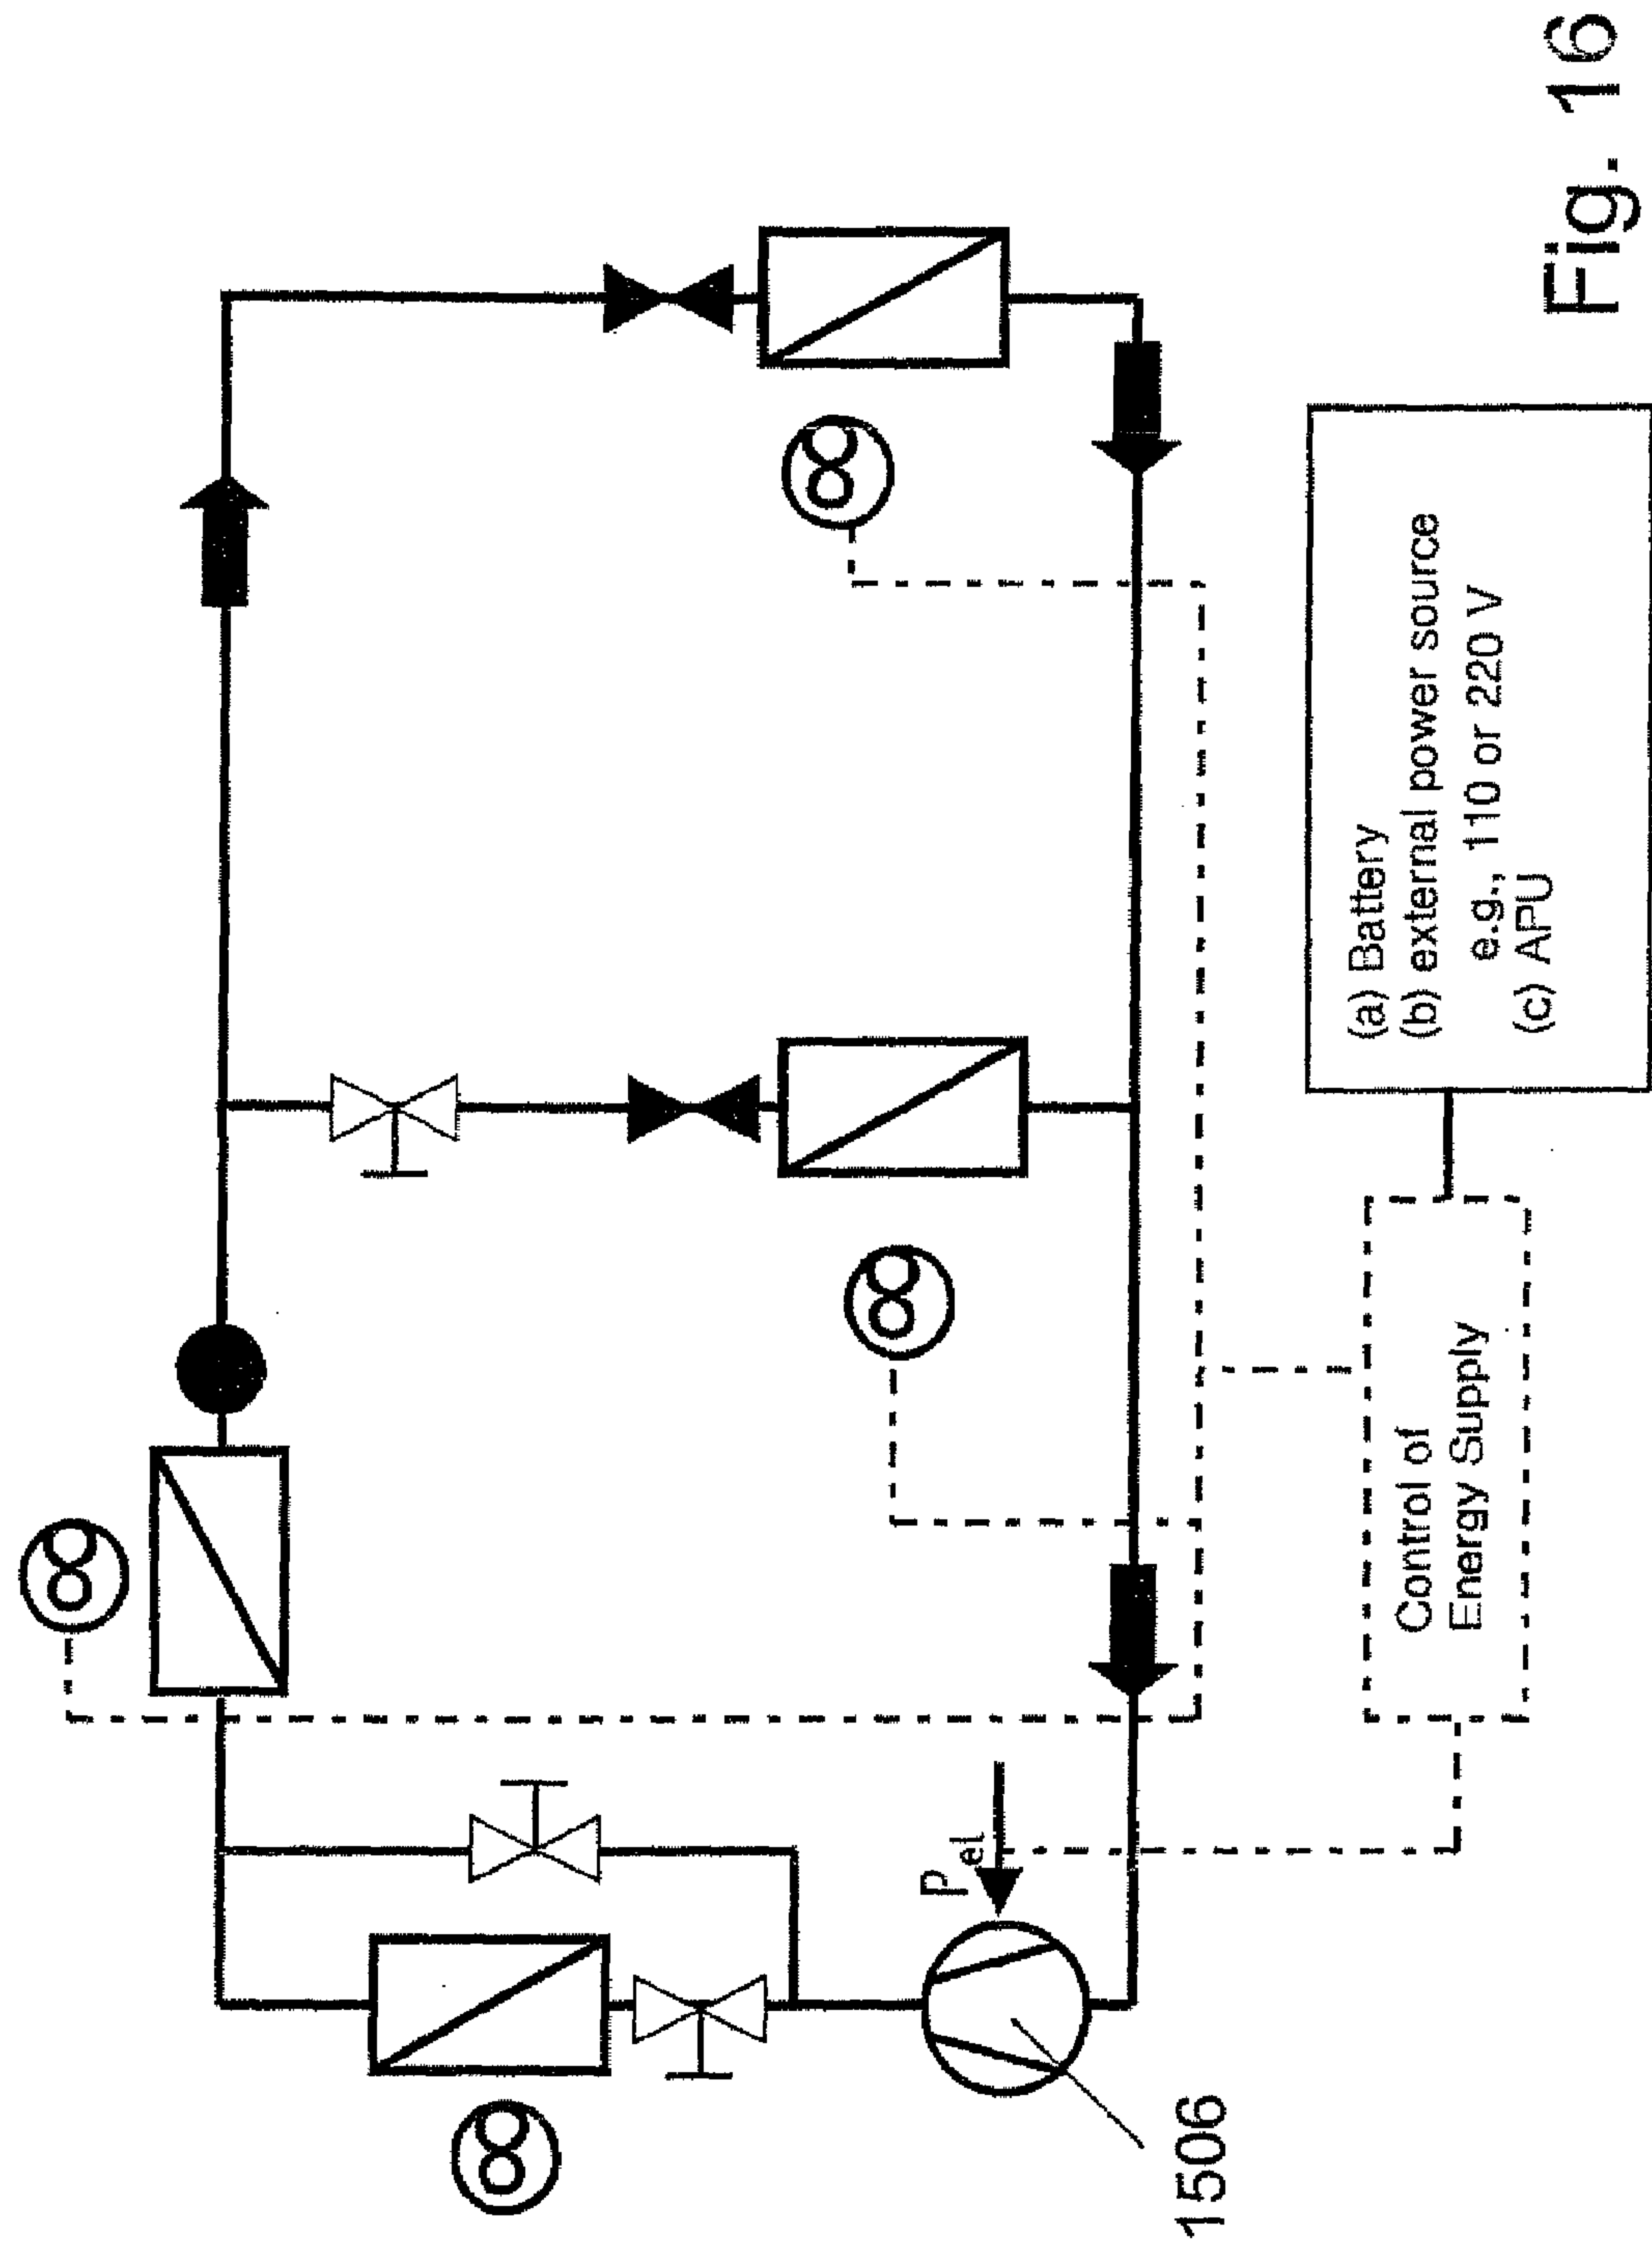 1506
P
el
Control of
Energy Supply
(a) Battery
(b) external power source
e.g., 110 or 220 V
(c) APU
Fig. 16